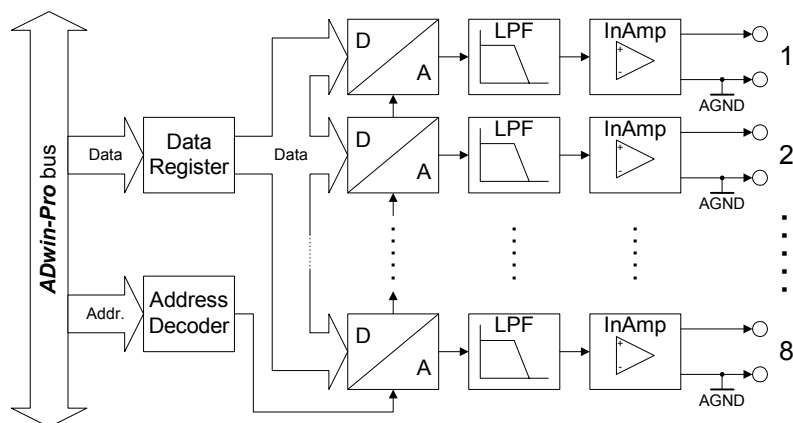 ADwin-Pro bus
Data
Data
Register
Data
Addr.
Address
Decoder
D
A
LPF
InAmp
+
-
AGND
1
D
A
LPF
InAmp
+
-
AGND
2
D
A
LPF
InAmp
+
-
AGND
8